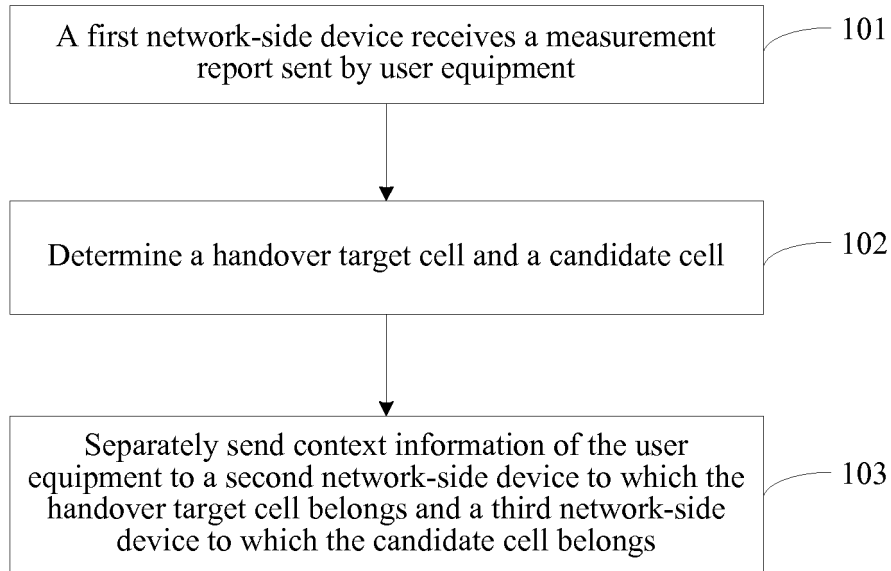 A first network-side device receives a measurement
report sent by user equipment
101
Determine a handover target cell and a candidate cell
102
Separately send context information of the user
equipment to a second network-side device to which the
handover target cell belongs and a third network-side
device to which the candidate cell belongs
103